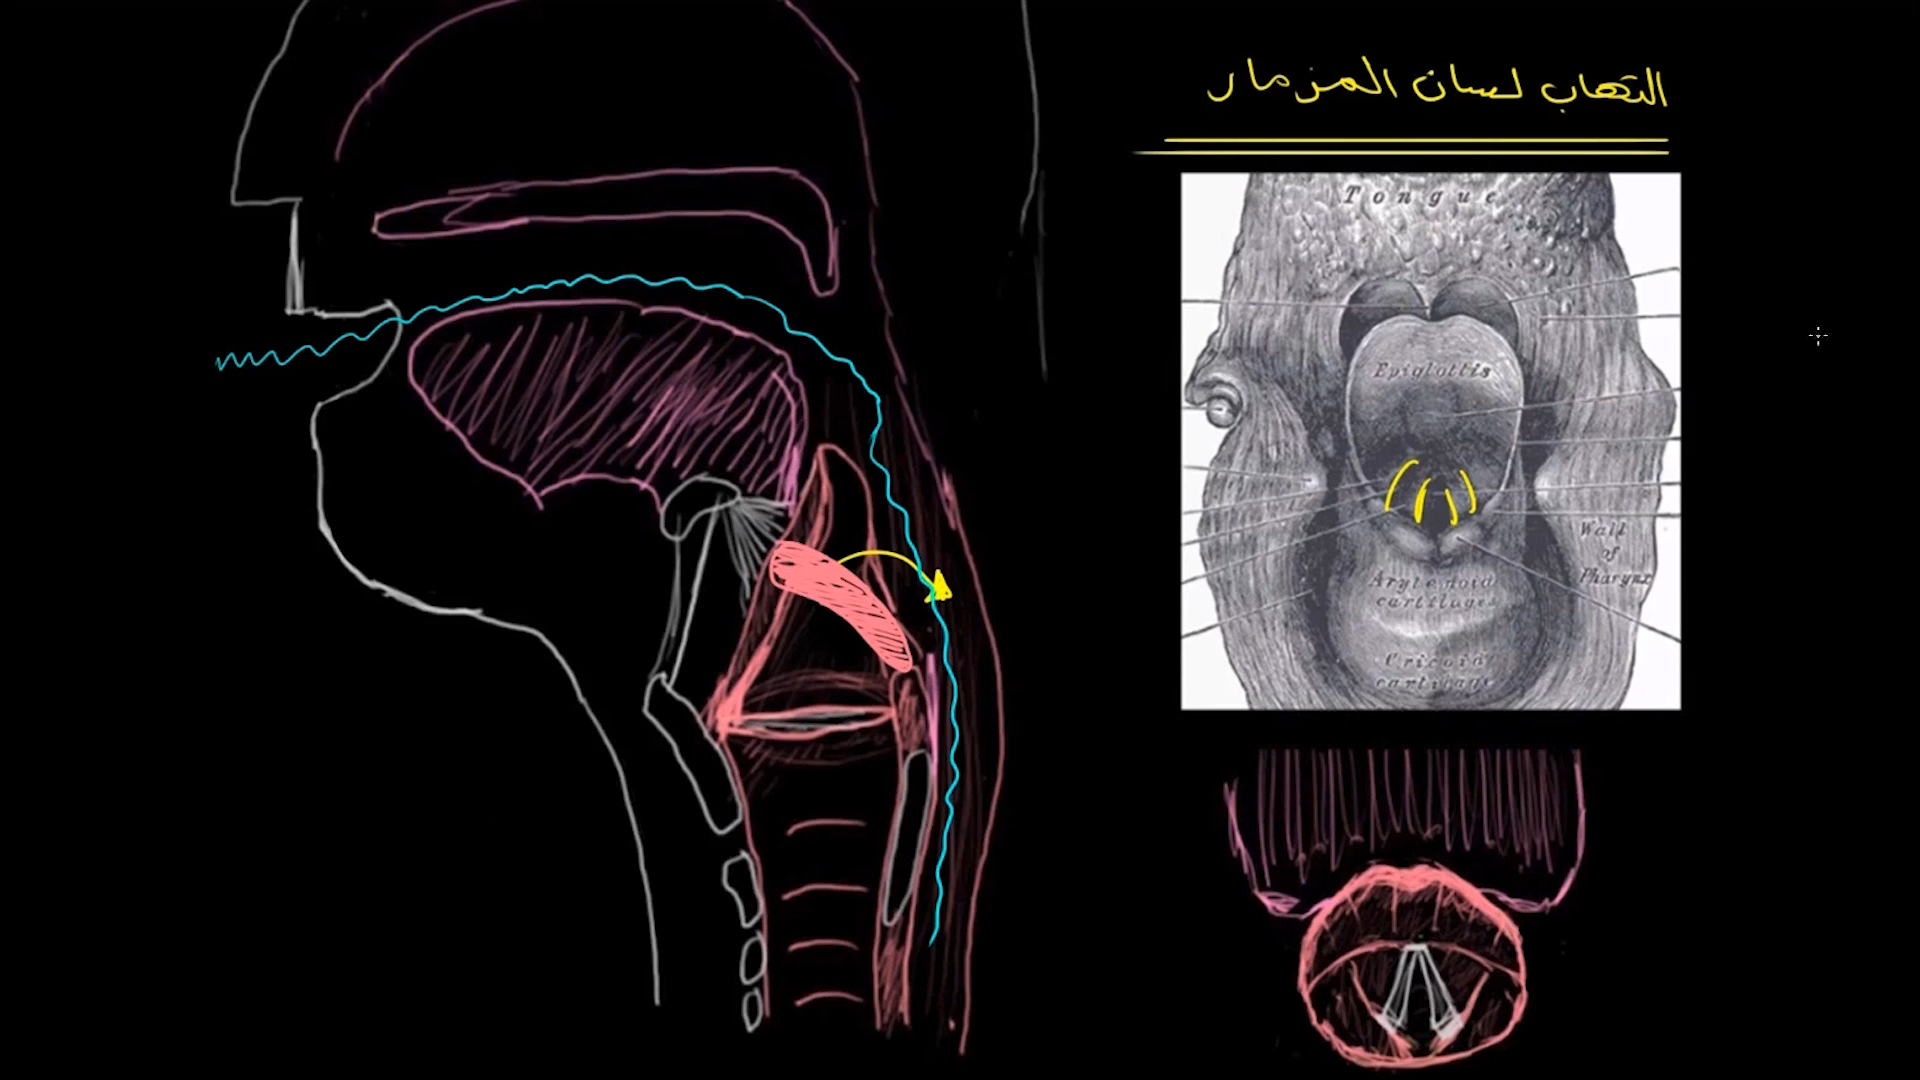 التهاب لسان المزمار
Tongue
Epiglottis
Wall
of
Pharynx
Arytenoid
cartilages
Cricoid
cartilage